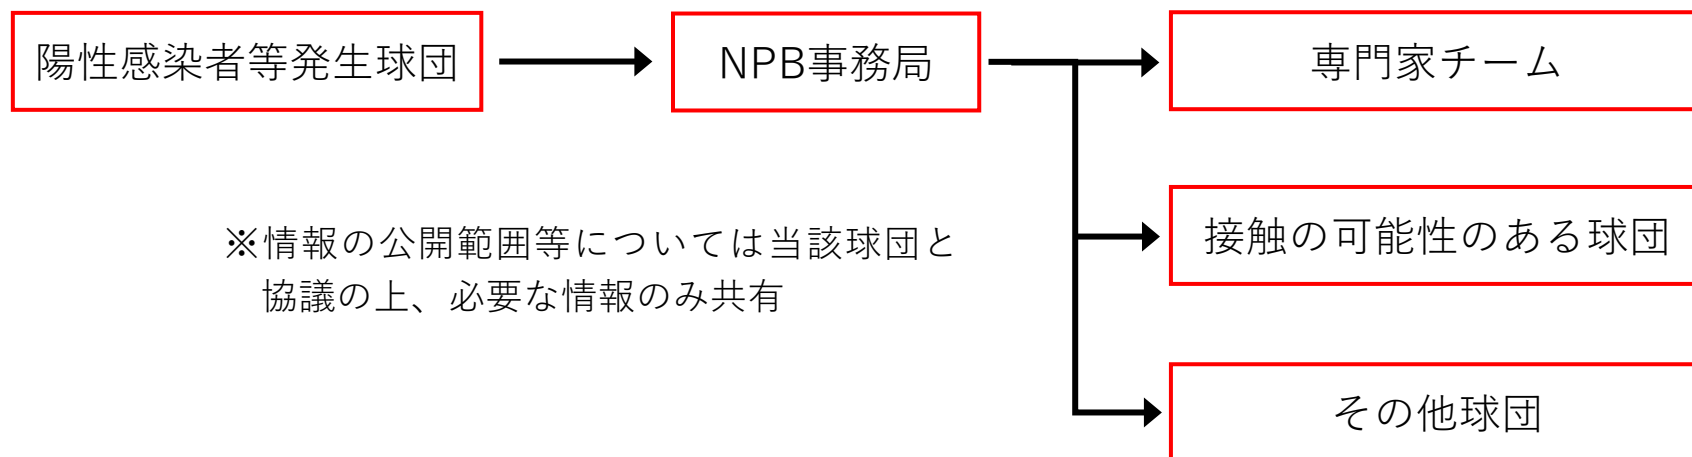 陽性感染者等発生球団
NPB事務局
専門家チーム
接触の可能性のある球団
※情報の公開範囲等については当該球団と
協議の上、必要な情報のみ共有
その他球団